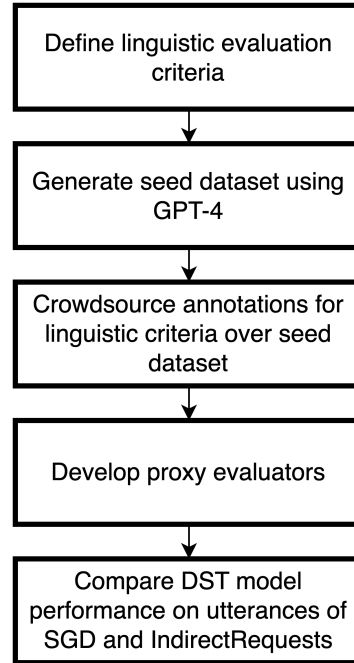 Define linguistic evaluation
criteria
Generate seed dataset using
GPT-4
Crowdsource annotations for
linguistic criteria over seed
dataset
Develop proxy evaluators
Compare DST model
performance on utterances of
SGD and IndirectRequests